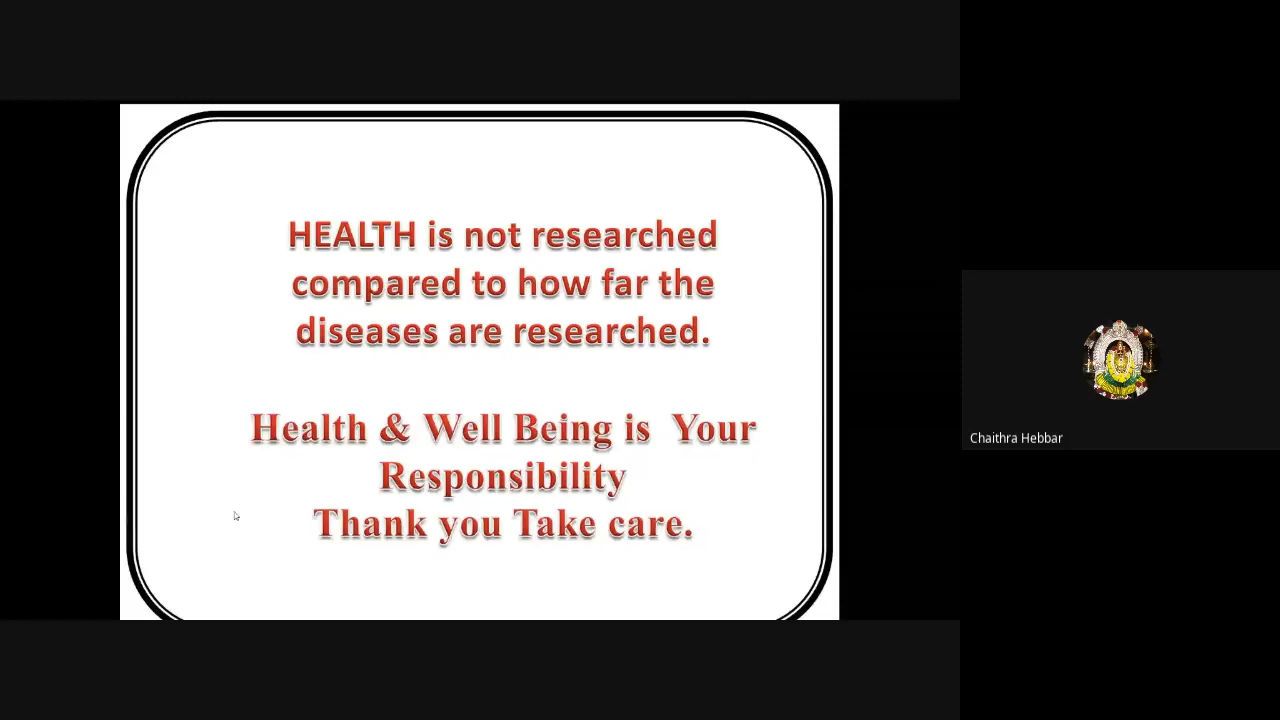 HEALTH is not researched
compared to how far the
diseases are researched.
Health & Well Being is Your
Responsibility
Thank you Take care.
Chaithra Hebbar